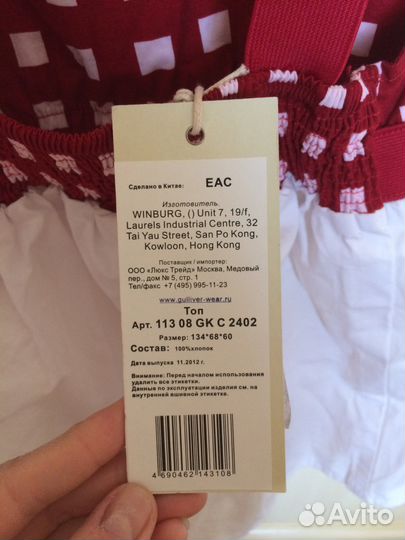 Сделано в Китае: EAC
Изготовитель
WINBURG, () Unit 7, 19/f,
Laurels Industrial Centre, 32
Tai Yau Street, San Po Kong,
Kowloon, Hong Kong
Поставщик / импортер:
ООО «Люкс Трейд» Москва, Медовый
пер., дом № 5, стр. 1
Тел/факс +7 (495) 995-11-23
www.gulliver-wear.ru
Топ
Арт. 113 08 GK C 2402
Размер: 134*68*60
Состав: 100%хлопок
Дата выпуска 11.2012 г.
Внимание: Перед началом использования
удалить все этикетки.
Данные по эксплуатации изделия см. на
внутренней вшивной этикетке.
4 690462 143108
Avito